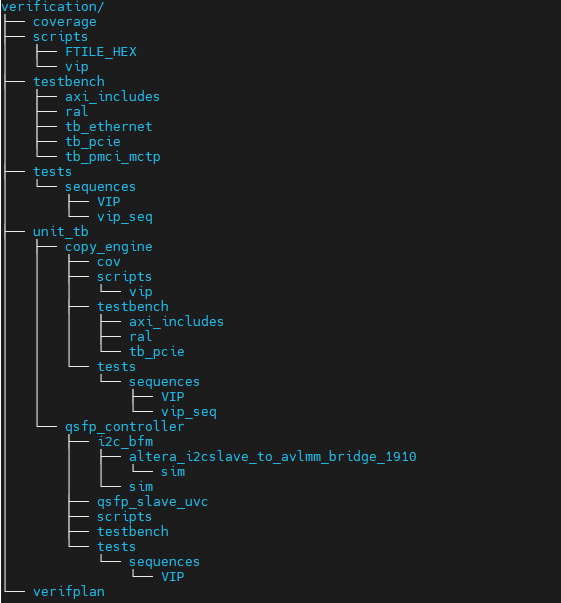 verification/
├── coverage
├── scripts
│   ├── FTILE_HEX
│   └── vip
├── testbench
│   ├── axi_includes
│   ├── ral
│   ├── tb_ethernet
│   ├── tb_pcie
│   └── tb_pmci_mctp
├── tests
│   └── sequences
│       ├── VIP
│       └── vip_seq
├── unit_tb
│   ├── copy_engine
│   │   ├── cov
│   │   ├── scripts
│   │   │   └── vip
│   │   ├── testbench
│   │   │   ├── axi_includes
│   │   │   ├── ral
│   │   │   └── tb_pcie
│   │   └── tests
│   │       └── sequences
│   │           ├── VIP
│   │           └── vip_seq
│   └── qsfp_controller
│       ├── i2c_bfm
│       │   ├── altera_i2cslave_to_avlmm_bridge_1910
│       │   │   └── sim
│       │   └── sim
│       ├── qsfp_slave_uvc
│       ├── scripts
│       ├── testbench
│       └── tests
│           └── sequences
│               └── VIP
└── verifplan